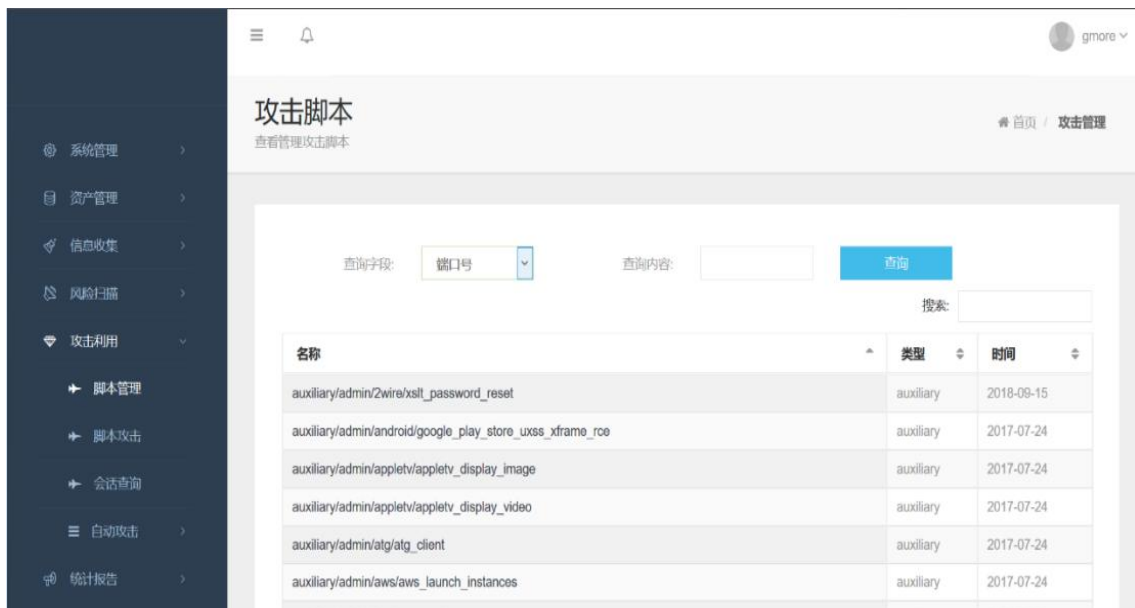 gmore
攻击脚本
查看管理攻击脚本
首页 / 攻击管理
系统管理
资产管理
信息收集
风险扫描
攻击利用
脚本管理
脚本攻击
会话查询
自动攻击
统计报告
查询字段: 端口号 查询内容: 查询
搜索:
名称 类型 时间
auxiliary/admin/2wire/xslt_password_reset auxiliary 2018-09-15
auxiliary/admin/android/google_play_store_uxss_xframe_rce auxiliary 2017-07-24
auxiliary/admin/appletv/appletv_display_image auxiliary 2017-07-24
auxiliary/admin/appletv/appletv_display_video auxiliary 2017-07-24
auxiliary/admin/atg/atg_client auxiliary 2017-07-24
auxiliary/admin/aws/aws_launch_instances auxiliary 2017-07-24